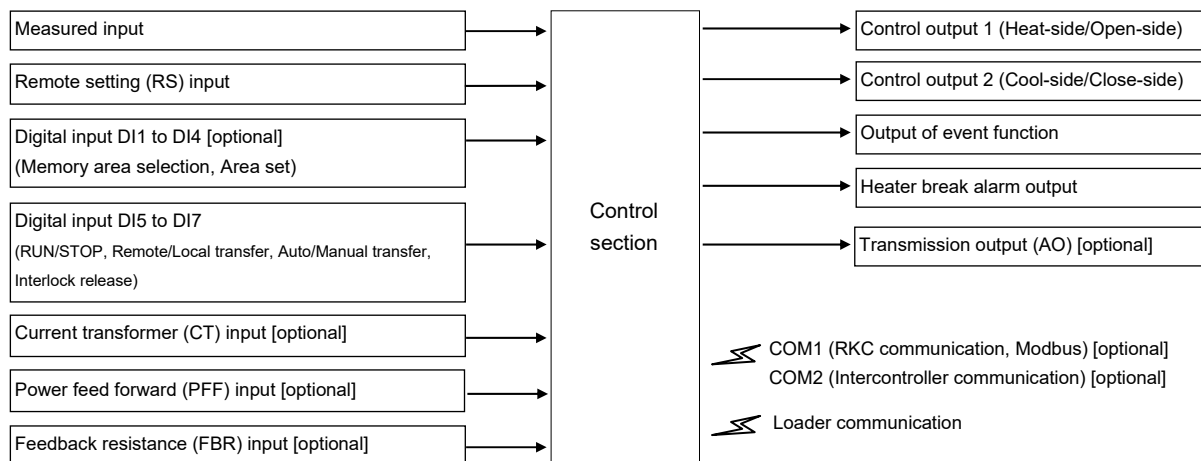 Measured input
Remote setting (RS) input
Digital input DI1 to DI4 [optional]
(Memory area selection, Area set)
Digital input DI5 to DI7
(RUN/STOP, Remote/Local transfer, Auto/Manual transfer,
Interlock release)
Current transformer (CT) input [optional]
Power feed forward (PFF) input [optional]
Feedback resistance (FBR) input [optional]
Control
section
Control output 1 (Heat-side/Open-side)
Control output 2 (Cool-side/Close-side)
Output of event function
Heater break alarm output
Transmission output (AO) [optional]
COM1 (RKC communication, Modbus) [optional]
COM2 (Intercontroller communication) [optional]
Loader communication